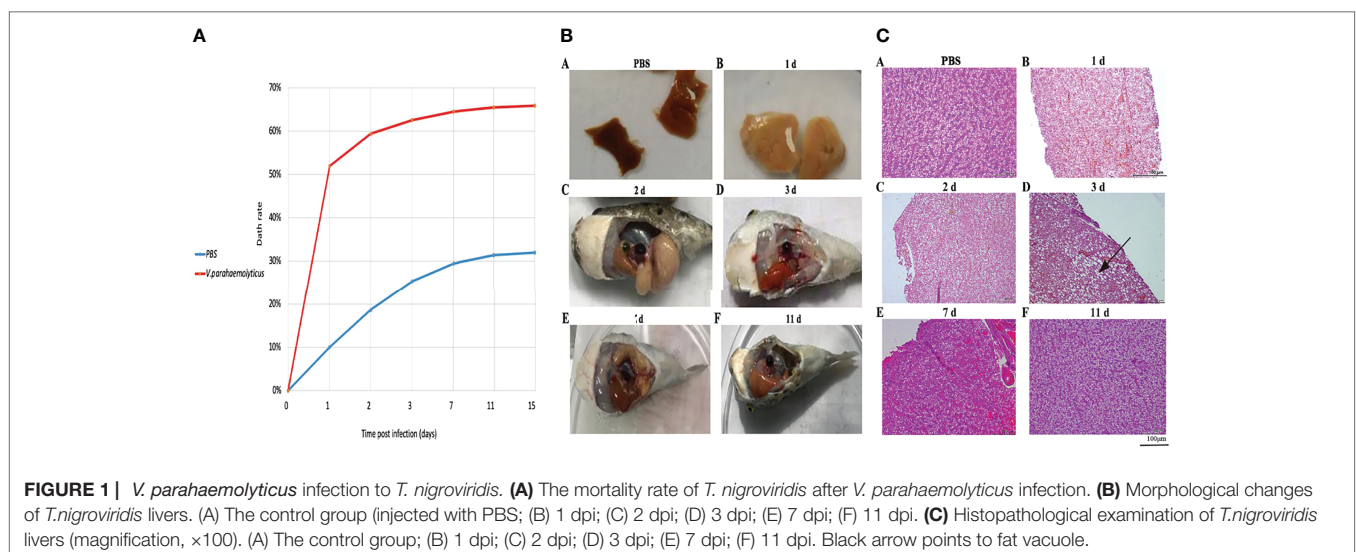 A
70%
60%
50%
40%
30%
20%
10%
0%
Dath rate
PBS
V.parahaemolyticus
0 1 2 3 7 11 15
Time post infection (days)
B
A PBS
B 1 d
C 2 d
D 3 d
E 7 d
F 11 d
C
A PBS
B 1 d
100 μm
C 2 d
D 3 d
E 7 d
F 11 d
100μm
FIGURE 1 | V. parahaemolyticus infection to T. nigroviridis. (A) The mortality rate of T. nigroviridis after V. parahaemolyticus infection. (B) Morphological changes
of T.nigroviridis livers. (A) The control group (injected with PBS; (B) 1 dpi; (C) 2 dpi; (D) 3 dpi; (E) 7 dpi; (F) 11 dpi. (C) Histopathological examination of T.nigroviridis
livers (magnification, ×100). (A) The control group; (B) 1 dpi; (C) 2 dpi; (D) 3 dpi; (E) 7 dpi; (F) 11 dpi. Black arrow points to fat vacuole.